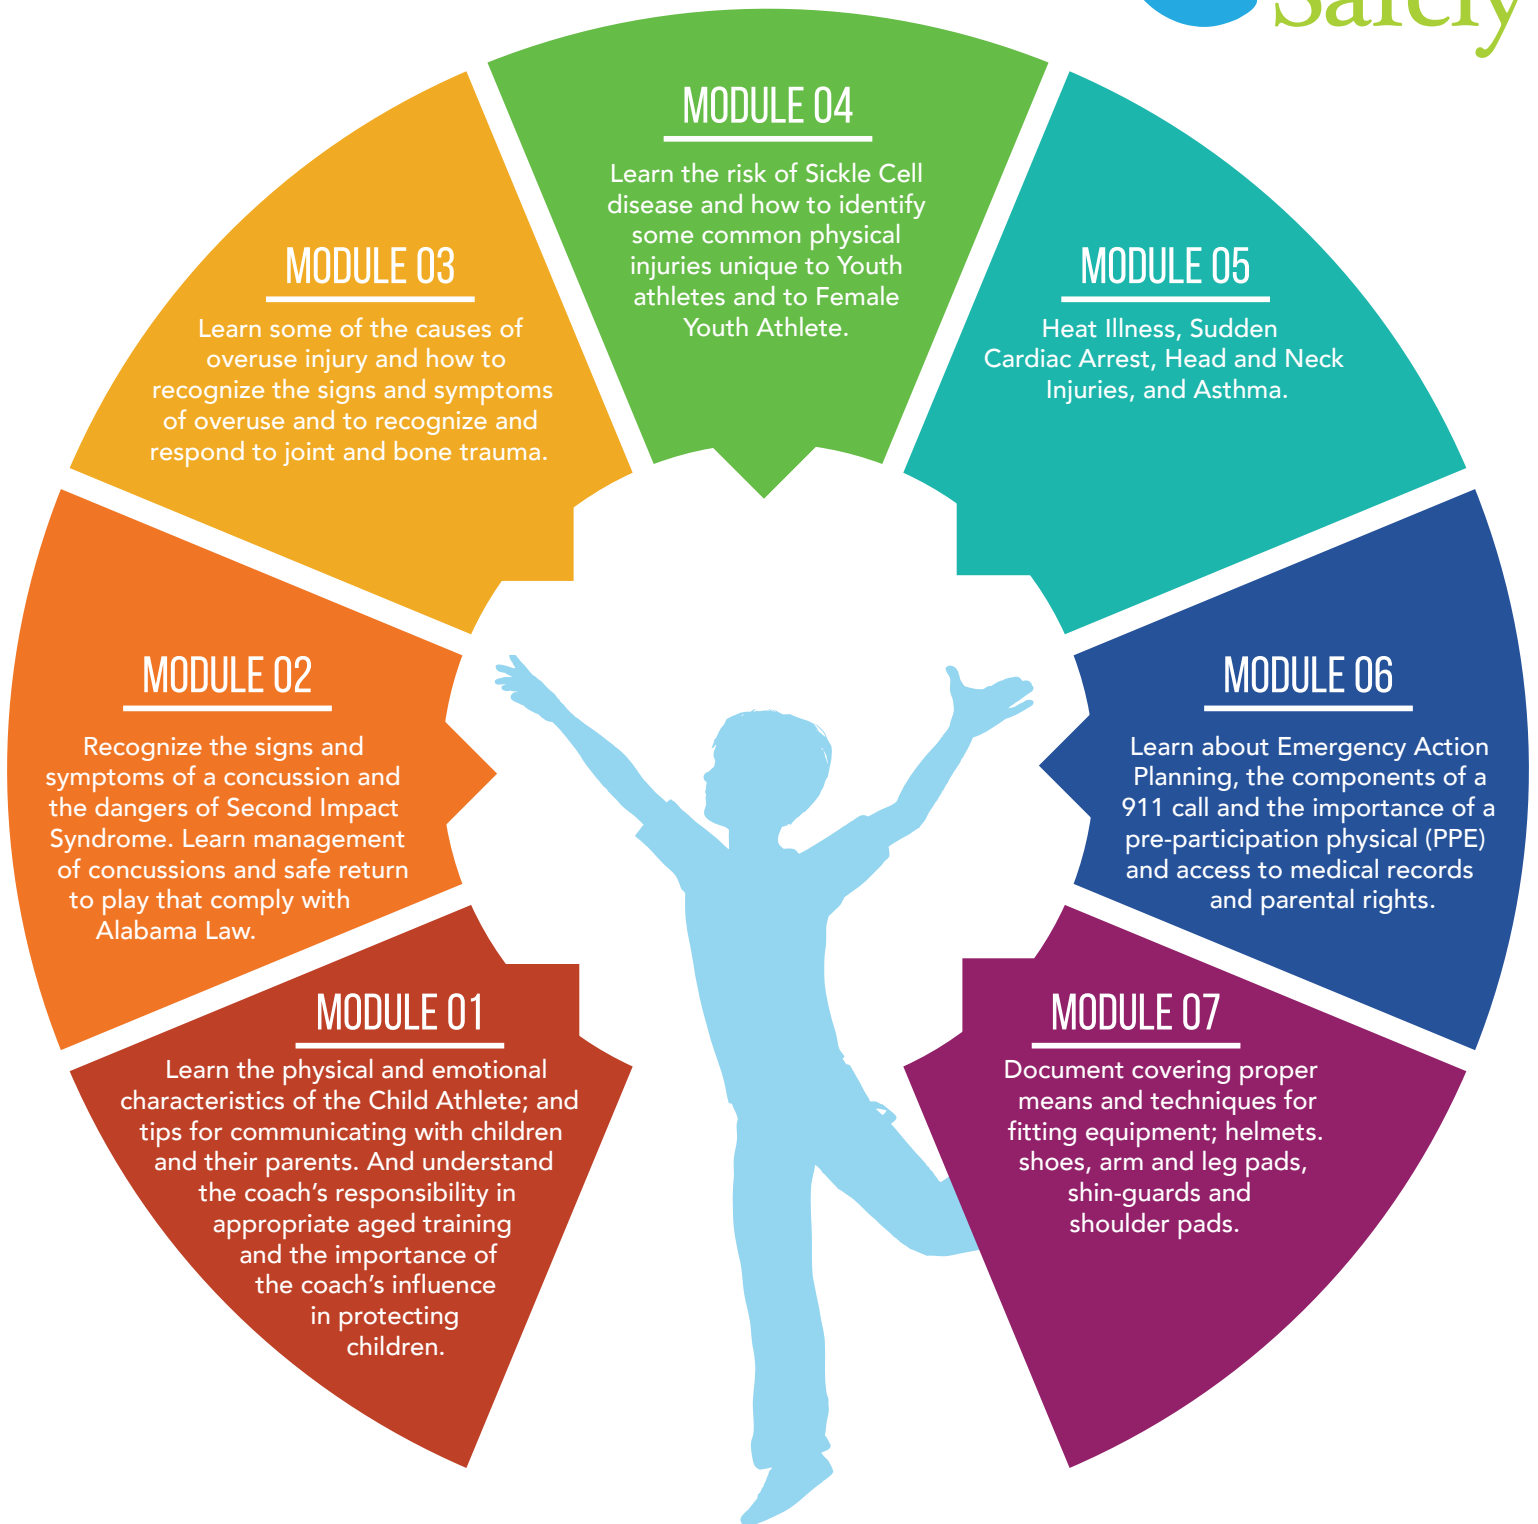 Safely
MODULE 04
Learn the risk of Sickle Cell
disease and how to identify
some common physical
injuries unique to Youth
athletes and to Female
Youth Athlete.
MODULE 03
Learn some of the causes of
overuse injury and how to
recognize the signs and symptoms
of overuse and to recognize and
respond to joint and bone trauma.
MODULE 05
Heat Illness, Sudden
Cardiac Arrest, Head and Neck
Injuries, and Asthma.
MODULE 02
Recognize the signs and
symptoms of a concussion and
the dangers of Second Impact
Syndrome. Learn management
of concussions and safe return
to play that comply with
Alabama Law.
MODULE 06
Learn about Emergency Action
Planning, the components of a
911 call and the importance of a
pre-participation physical (PPE)
and access to medical records
and parental rights.
MODULE 01
Learn the physical and emotional
characteristics of the Child Athlete; and
tips for communicating with children
and their parents. And understand
the coach’s responsibility in
appropriate aged training
and the importance of
the coach’s influence
in protecting
children.
MODULE 07
Document covering proper
means and techniques for
fitting equipment; helmets.
shoes, arm and leg pads,
shin-guards and
shoulder pads.